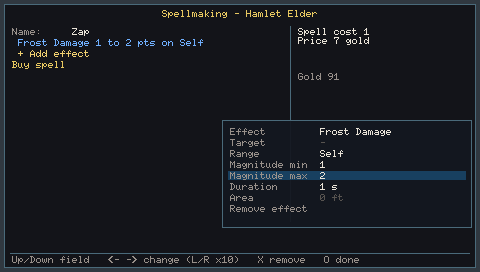 Spellmaking - Hamlet Elder
Name: Zap
Frost Damage 1 to 2 pts on Self
+ Add effect
Buy spell
Spell cost 1
Price 7 gold
Gold 91
Effect Frost Damage
Target -
Range Self
Magnitude min 1
Magnitude max 2
Duration 1 s
Area 0 ft
Remove effect
Up/Down field <- -> change (L/R x10) X remove O done